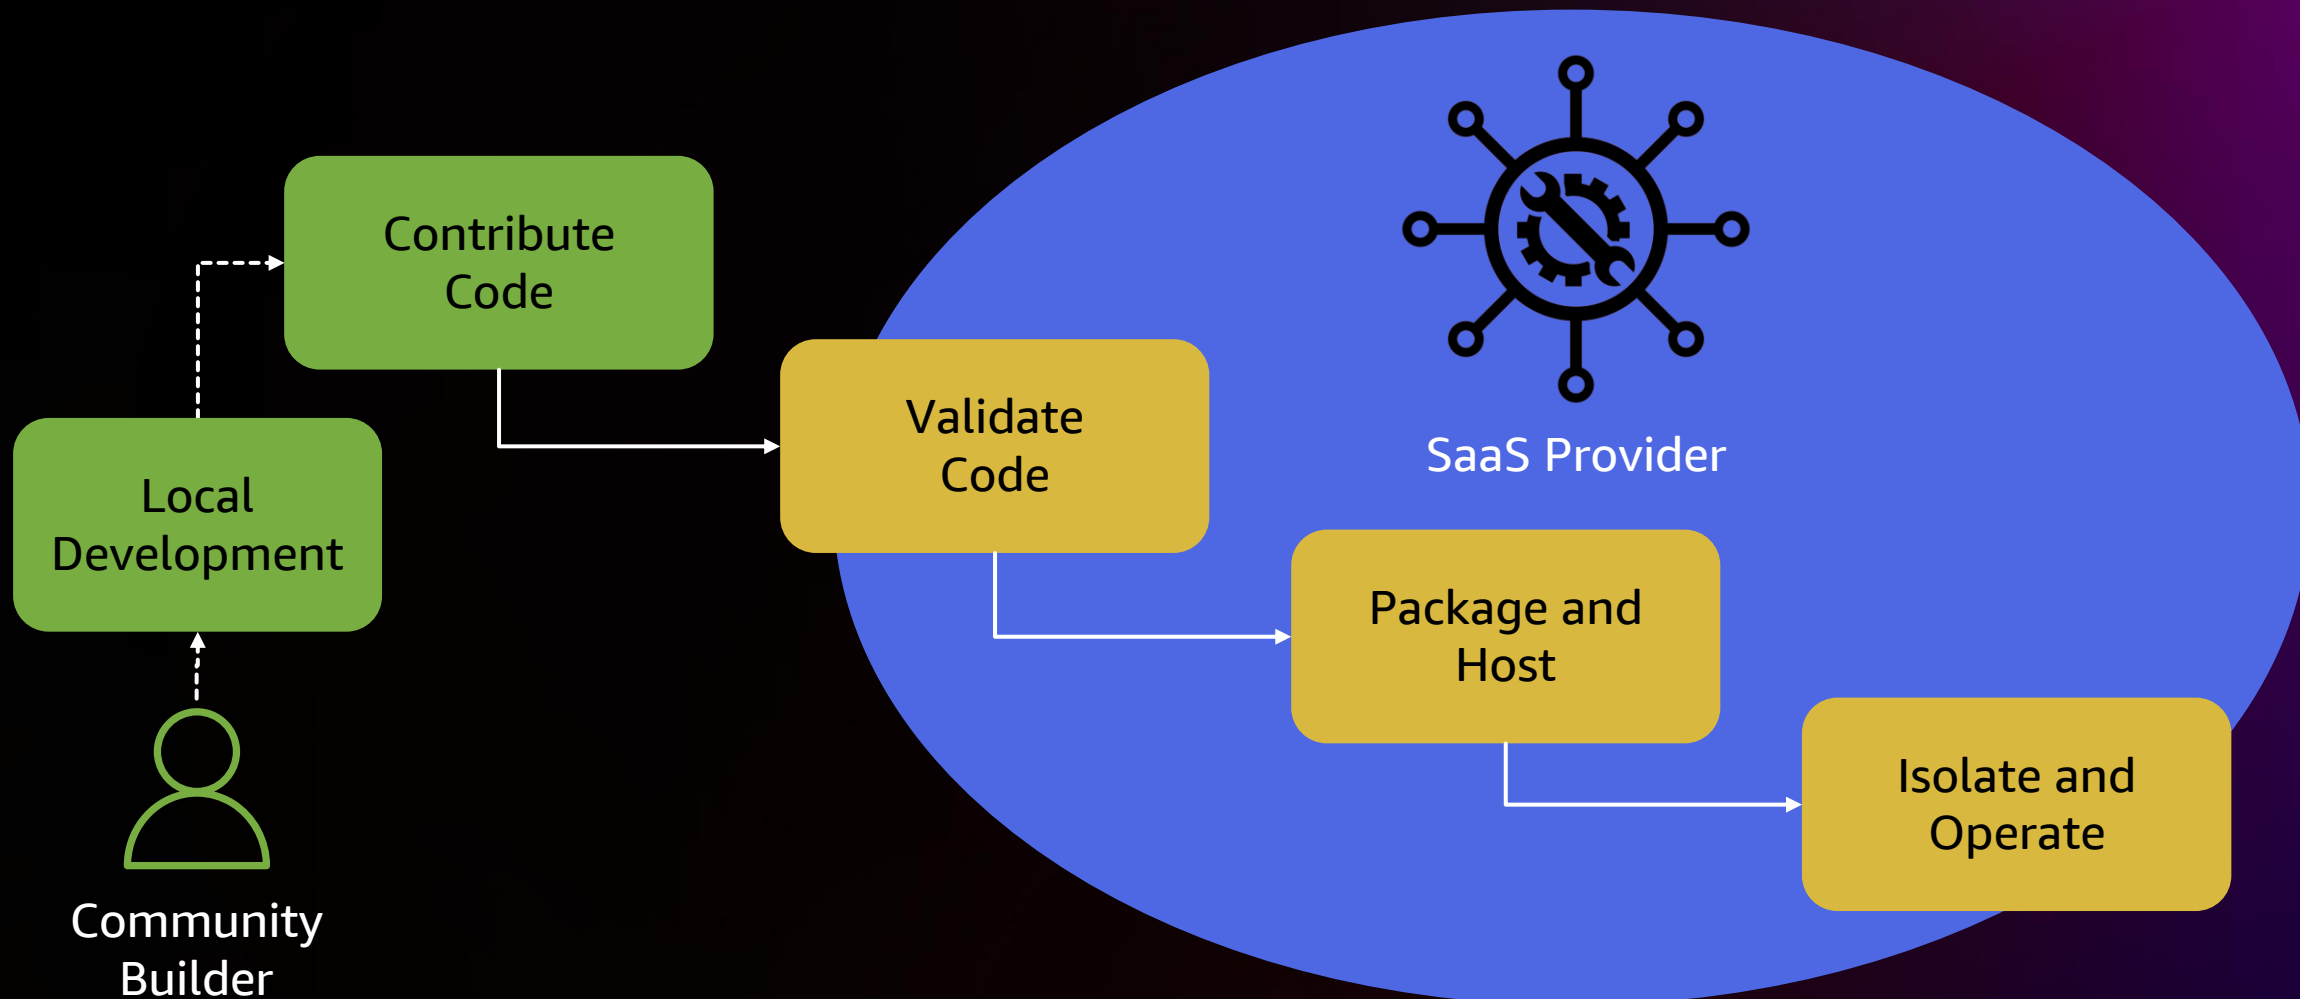 Contribute
Code
Validate
Code
SaaS Provider
Local
Development
Package and
Host
Isolate and
Operate
Community
Builder